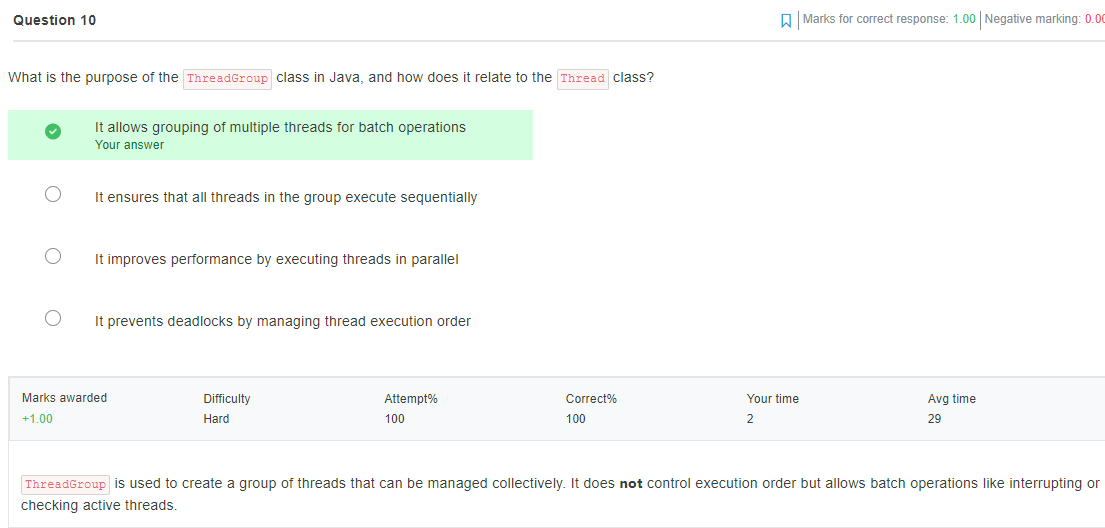 Question 10
Marks for correct response: 1.00 Negative marking: 0.00
What is the purpose of the ThreadGroup class in Java, and how does it relate to the Thread class?
It allows grouping of multiple threads for batch operations
Your answer
It ensures that all threads in the group execute sequentially
It improves performance by executing threads in parallel
It prevents deadlocks by managing thread execution order
Marks awarded Difficulty Attempt% Correct% Your time Avg time
+1.00 Hard 100 100 2 29
ThreadGroup is used to create a group of threads that can be managed collectively. It does not control execution order but allows batch operations like interrupting or
checking active threads.